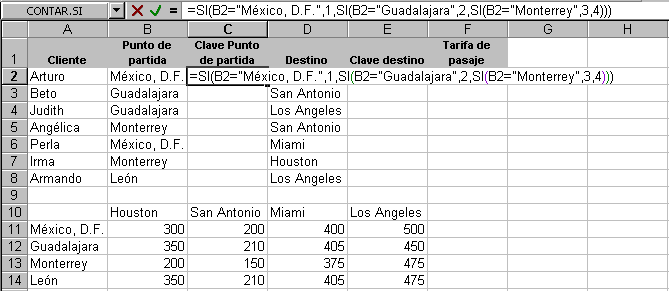 CONTAR.SI =SI(B2="México, D.F.",1,SI(B2="Guadalajara",2,SI(B2="Monterrey",3,4)))
A B C D E F G H
1 Cliente Punto de partida Clave Punto de partida Destino Clave destino Tarifa de pasaje
2 Arturo México, D.F. =SI(B2="México, D.F.",1,SI(B2="Guadalajara",2,SI(B2="Monterrey",3,4)))
3 Beto Guadalajara San Antonio
4 Judith Guadalajara Los Angeles
5 Angélica Monterrey San Antonio
6 Perla México, D.F. Miami
7 Irma Monterrey Houston
8 Armando León Los Angeles
9
10 Houston San Antonio Miami Los Angeles
11 México, D.F. 300 200 400 500
12 Guadalajara 350 210 405 450
13 Monterrey 200 150 375 475
14 León 350 210 405 475